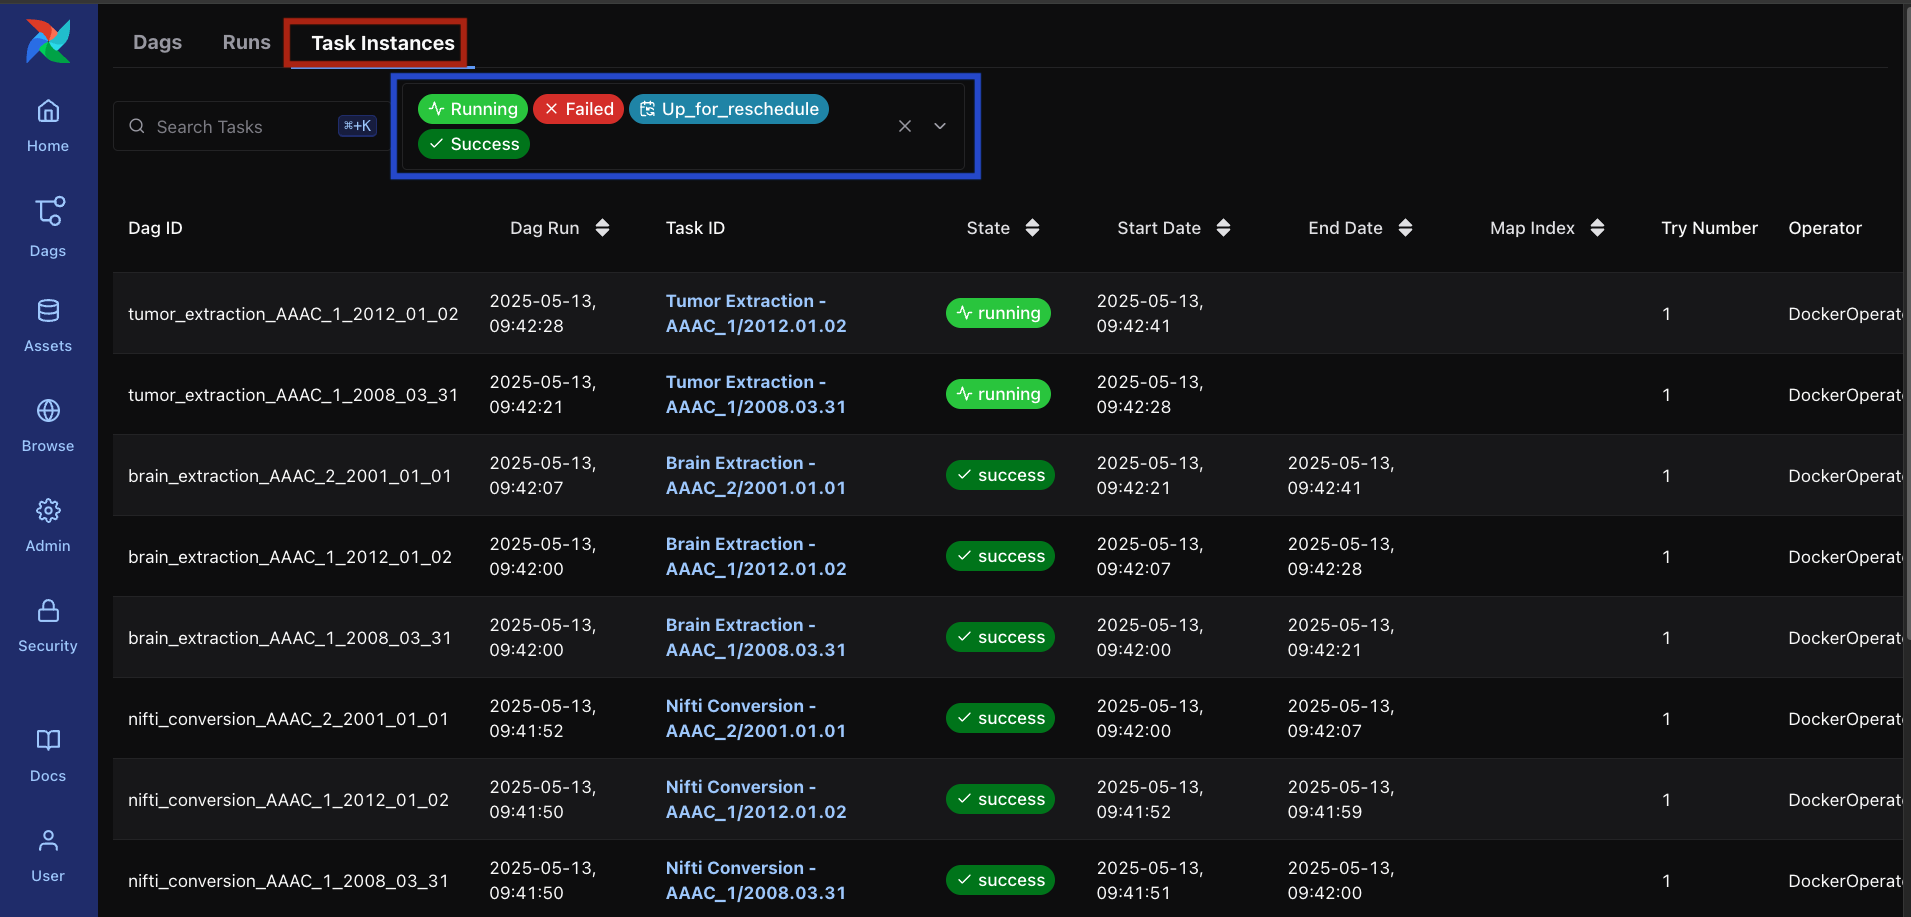 Dags Runs Task Instances
Search Tasks ⌘+K
Running Failed Up_for_reschedule
Success
Home
Dags
Assets
Browse
Admin
Security
Docs
User
Dag ID Dag Run Task ID State Start Date End Date Map Index Try Number Operator
tumor_extraction_AAAC_1_2012_01_02 2025-05-13, 09:42:28 Tumor Extraction - AAAC_1/2012.01.02 running 2025-05-13, 09:42:41 1 DockerOperato
tumor_extraction_AAAC_1_2008_03_31 2025-05-13, 09:42:21 Tumor Extraction - AAAC_1/2008.03.31 running 2025-05-13, 09:42:28 1 DockerOperato
brain_extraction_AAAC_2_2001_01_01 2025-05-13, 09:42:07 Brain Extraction - AAAC_2/2001.01.01 success 2025-05-13, 09:42:21 2025-05-13, 09:42:41 1 DockerOperato
brain_extraction_AAAC_1_2012_01_02 2025-05-13, 09:42:00 Brain Extraction - AAAC_1/2012.01.02 success 2025-05-13, 09:42:07 2025-05-13, 09:42:28 1 DockerOperato
brain_extraction_AAAC_1_2008_03_31 2025-05-13, 09:42:00 Brain Extraction - AAAC_1/2008.03.31 success 2025-05-13, 09:42:00 2025-05-13, 09:42:21 1 DockerOperato
nifti_conversion_AAAC_2_2001_01_01 2025-05-13, 09:41:52 Nifti Conversion - AAAC_2/2001.01.01 success 2025-05-13, 09:42:00 2025-05-13, 09:42:07 1 DockerOperato
nifti_conversion_AAAC_1_2012_01_02 2025-05-13, 09:41:50 Nifti Conversion - AAAC_1/2012.01.02 success 2025-05-13, 09:41:52 2025-05-13, 09:41:59 1 DockerOperato
nifti_conversion_AAAC_1_2008_03_31 2025-05-13, 09:41:50 Nifti Conversion - AAAC_1/2008.03.31 success 2025-05-13, 09:41:51 2025-05-13, 09:42:00 1 DockerOperato